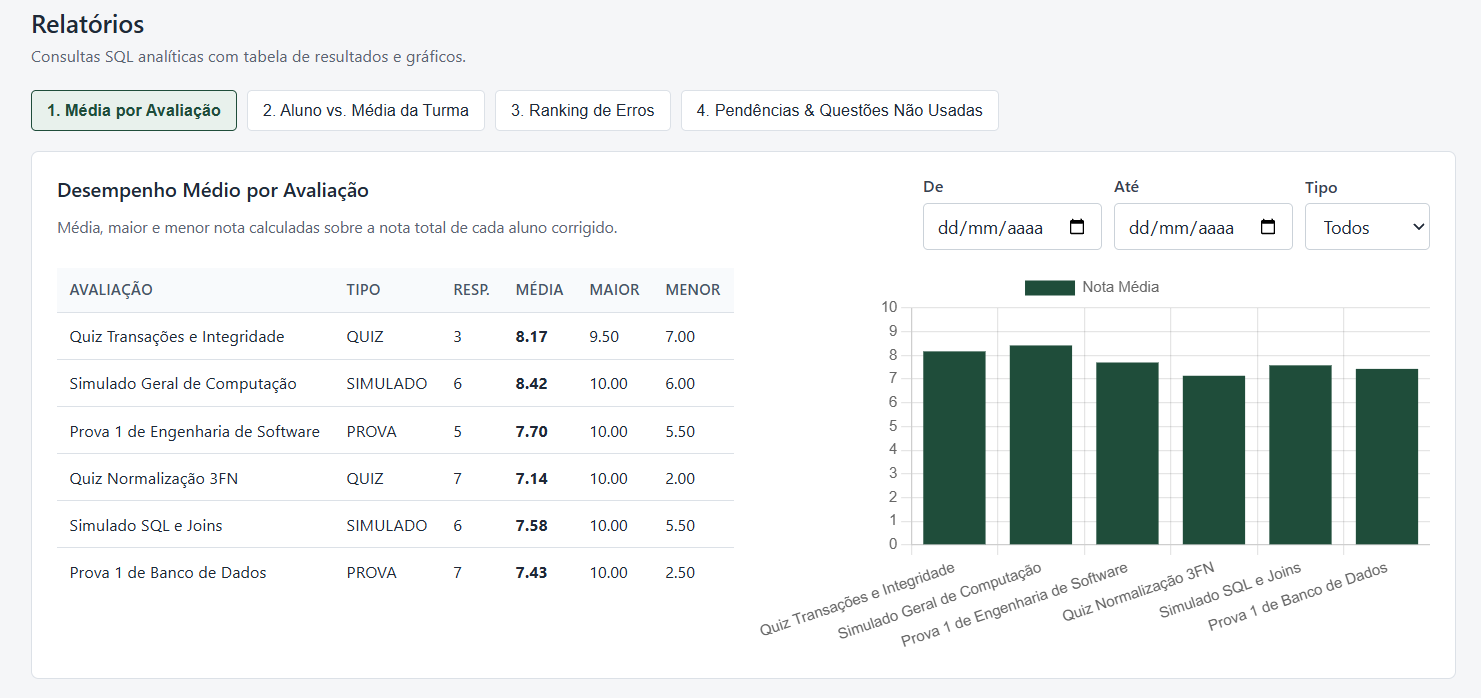 Relatórios
Consultas SQL analíticas com tabela de resultados e gráficos.
1. Média por Avaliação
2. Aluno vs. Média da Turma
3. Ranking de Erros
4. Pendências & Questões Não Usadas
Desempenho Médio por Avaliação
Média, maior e menor nota calculadas sobre a nota total de cada aluno corrigido.
De
Até
Tipo
dd/mm/aaaa
dd/mm/aaaa
Todos
AVALIAÇÃO TIPO RESP. MÉDIA MAIOR MENOR
Quiz Transações e Integridade QUIZ 3 8.17 9.50 7.00
Simulado Geral de Computação SIMULADO 6 8.42 10.00 6.00
Prova 1 de Engenharia de Software PROVA 5 7.70 10.00 5.50
Quiz Normalização 3FN QUIZ 7 7.14 10.00 2.00
Simulado SQL e Joins SIMULADO 6 7.58 10.00 5.50
Prova 1 de Banco de Dados PROVA 7 7.43 10.00 2.50
Nota Média
10
9
8
7
6
5
4
3
2
1
0
Quiz Transações e Integridade
Simulado Geral de Computação
Prova 1 de Engenharia de Software
Quiz Normalização 3FN
Simulado SQL e Joins
Prova 1 de Banco de Dados